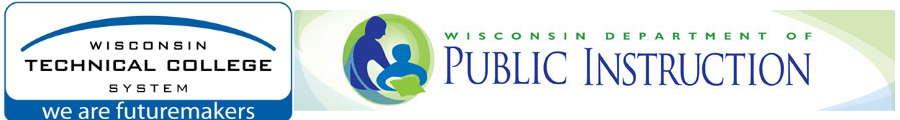 WISCONSIN
TECHNICAL COLLEGE
SYSTEM
we are futuremakers
WISCONSIN DEPARTMENT OF
PUBLIC INSTRUCTION